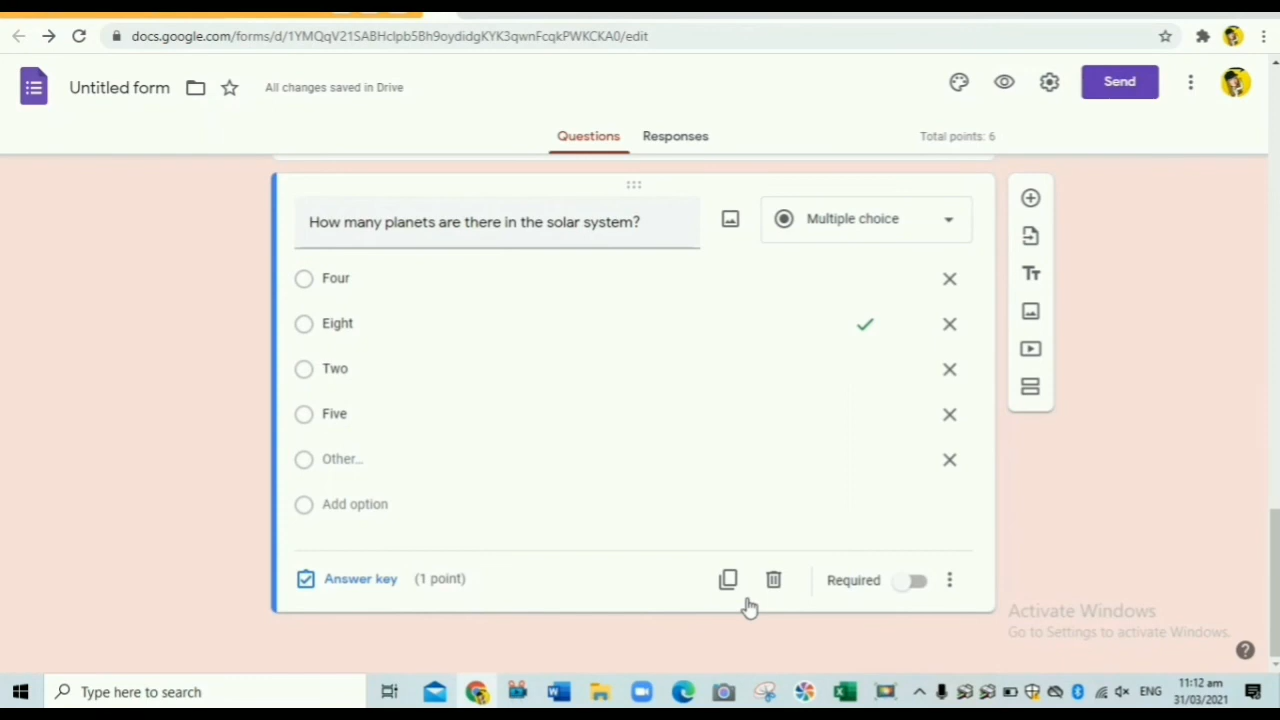 docs.google.com/forms/d/1YMQqV21SABHclpb5Bh9oydidgKYK3qwnFcqkPWKCKA0/edit
Untitled form
All changes saved in Drive
Send
Questions
Responses
Total points: 6
How many planets are there in the solar system?
Multiple choice
Four
Eight
Two
Five
Other...
Add option
Answer key
(1 point)
Required
Activate Windows
Go to Settings to activate Windows.
Type here to search
ENG
11:12 am
31/03/2021